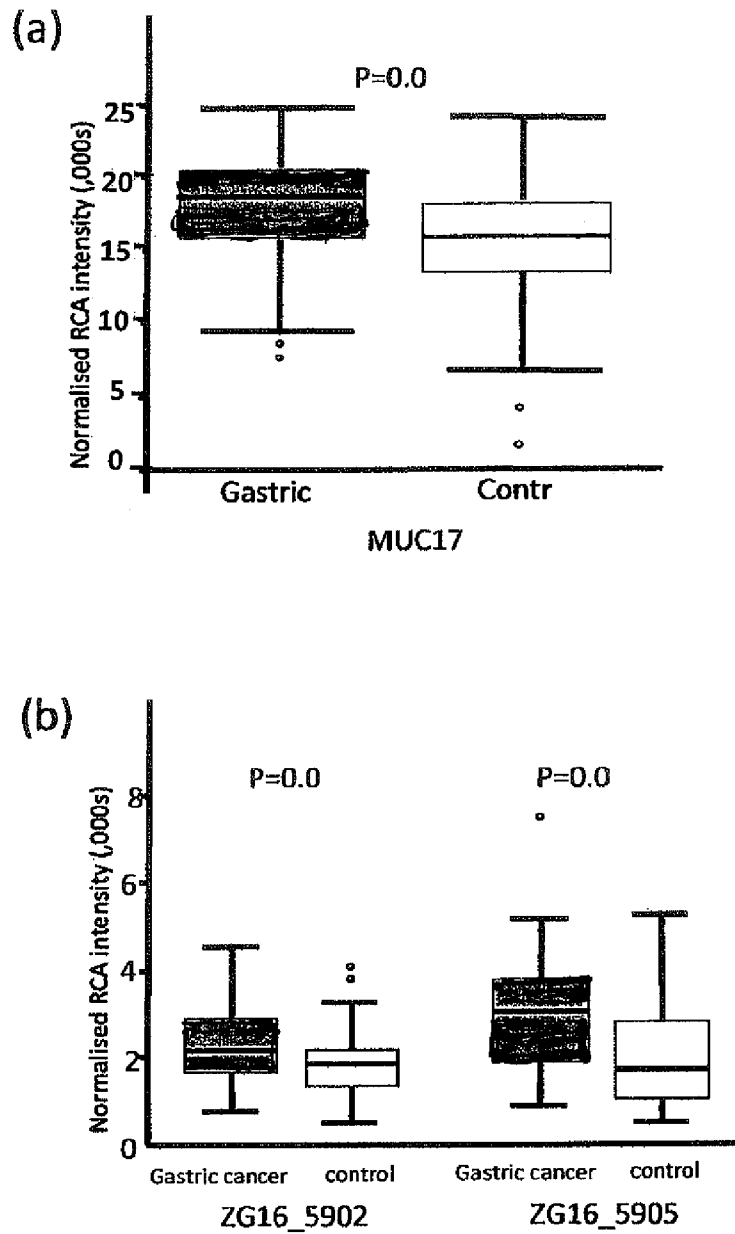 (a)
P=0.0
Normalised RCA intensity (,000s)
25
20
15
10
5
0
Gastric Contr
MUC17
(b)
P=0.0 P=0.0
Normalised RCA intensity (,000s)
8
6
4
2
0
Gastric cancer control Gastric cancer control
ZG16_5902 ZG16_5905